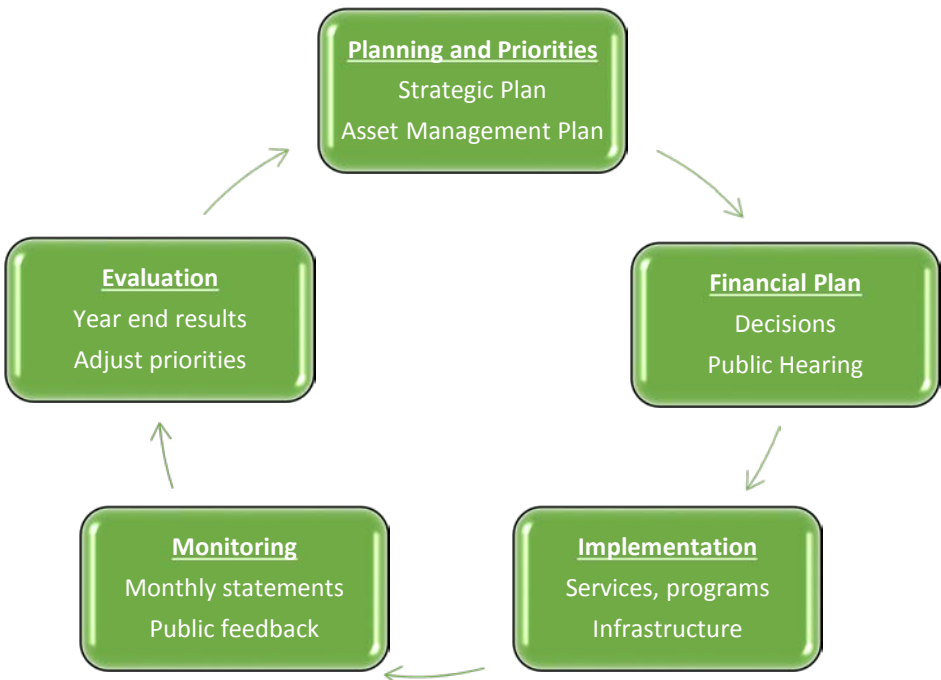 Planning and Priorities
Strategic Plan
Asset Management Plan
Financial Plan
Decisions
Public Hearing
Implementation
Services, programs
Infrastructure
Monitoring
Monthly statements
Public feedback
Evaluation
Year end results
Adjust priorities